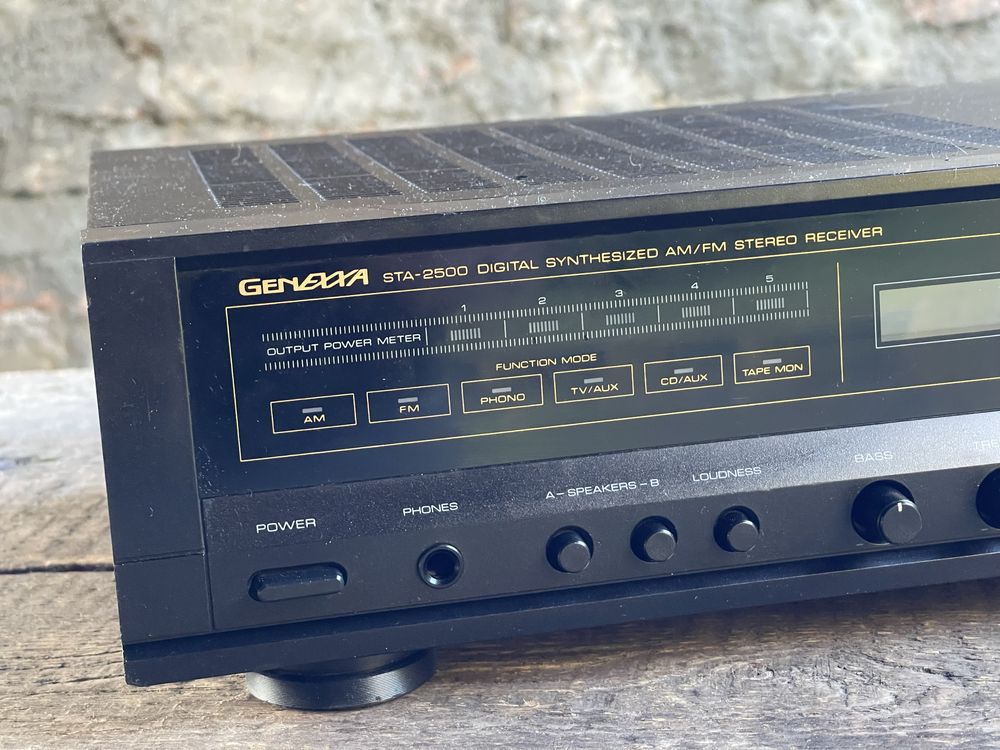 GENEXXA STA-2500 DIGITAL SYNTHESIZED AM/FM STEREO RECEIVER
1 2 3 4 5
OUTPUT POWER METER
FUNCTION MODE
AM FM PHONO TV/AUX CD/AUX TAPE MON
POWER PHONES A-SPEAKERS-B LOUDNESS BASS